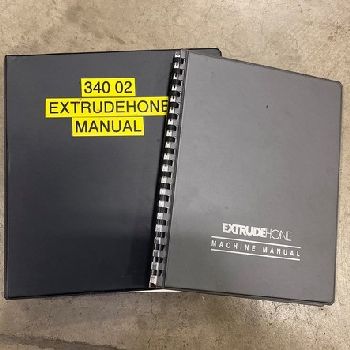 340 02
EXTRUDEHONE
MANUAL
EXTRUDEHONE
MACHINE MANUAL